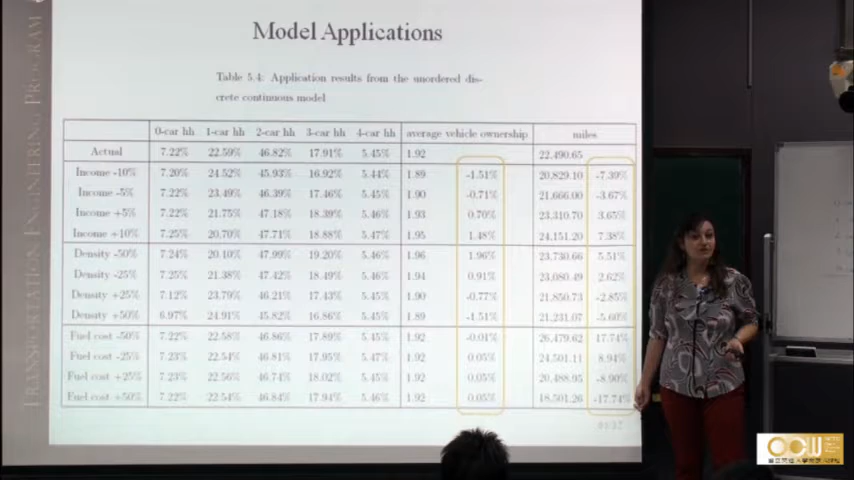 Model Applications
Table 5.4: Application results from the unordered dis-
crete continuous model
0-car hh 1-car hh 2-car hh 3-car hh 4-car hh average vehicle ownership miles
Actual 7.22% 22.59% 46.82% 17.91% 5.45% 1.92 22,490.65
Income -10% 7.20% 24.52% 45.93% 16.92% 5.44% 1.89 -1.51% 20,829.10 -7.39%
Income -5% 7.22% 23.49% 46.39% 17.46% 5.45% 1.90 -0.71% 21,666.00 -3.67%
Income +5% 7.22% 21.75% 47.18% 18.39% 5.46% 1.93 0.70% 23,310.70 3.65%
Income +10% 7.25% 20.70% 47.71% 18.88% 5.47% 1.95 1.48% 24,151.20 7.38%
Density -50% 7.24% 20.10% 47.99% 19.20% 5.46% 1.96 1.96% 23,730.66 5.51%
Density -25% 7.25% 21.38% 47.42% 18.49% 5.46% 1.94 0.91% 23,080.49 2.62%
Density +25% 7.12% 23.79% 46.21% 17.43% 5.45% 1.90 -0.77% 21,850.73 -2.85%
Density +50% 6.97% 24.91% 45.82% 16.86% 5.45% 1.89 -1.51% 21,231.07 -5.60%
Fuel cost -50% 7.22% 22.58% 46.86% 17.89% 5.45% 1.92 -0.01% 26,479.62 17.74%
Fuel cost -25% 7.23% 22.54% 46.81% 17.95% 5.47% 1.92 0.05% 24,501.11 8.94%
Fuel cost +25% 7.23% 22.56% 46.74% 18.02% 5.45% 1.92 0.05% 20,488.95 -8.90%
Fuel cost +50% 7.22% 22.54% 46.84% 17.94% 5.46% 1.92 0.05% 18,501.26 -17.74%
TRANSPORTATION ENGINEERING PROGRAM
OCW